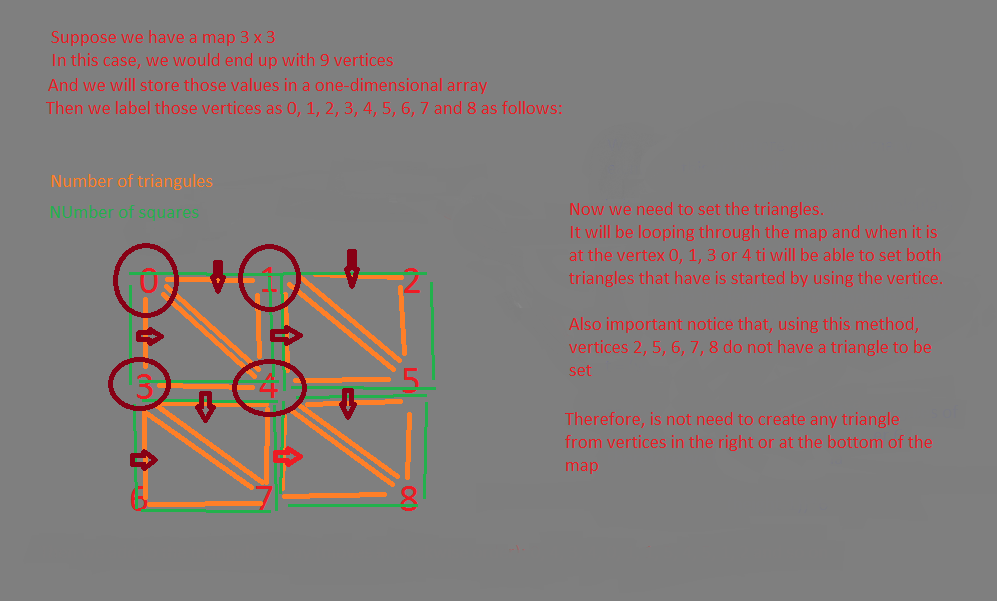 Suppose we have a map 3 x 3
In this case, we would end up with 9 vertices
And we will store those values in a one-dimensional array
Then we label those vertices as 0, 1, 2, 3, 4, 5, 6, 7 and 8 as follows:
Number of triangules
NUmber of squares
0 1 2
3 4 5
6 7 8
Now we need to set the triangles.
It will be looping through the map and when it is
at the vertex 0, 1, 3 or 4 ti will be able to set both
triangles that have is started by using the vertice.
Also important notice that, using this method,
vertices 2, 5, 6, 7, 8 do not have a triangle to be
set
Therefore, is not need to create any triangle
from vertices in the right or at the bottom of the
map